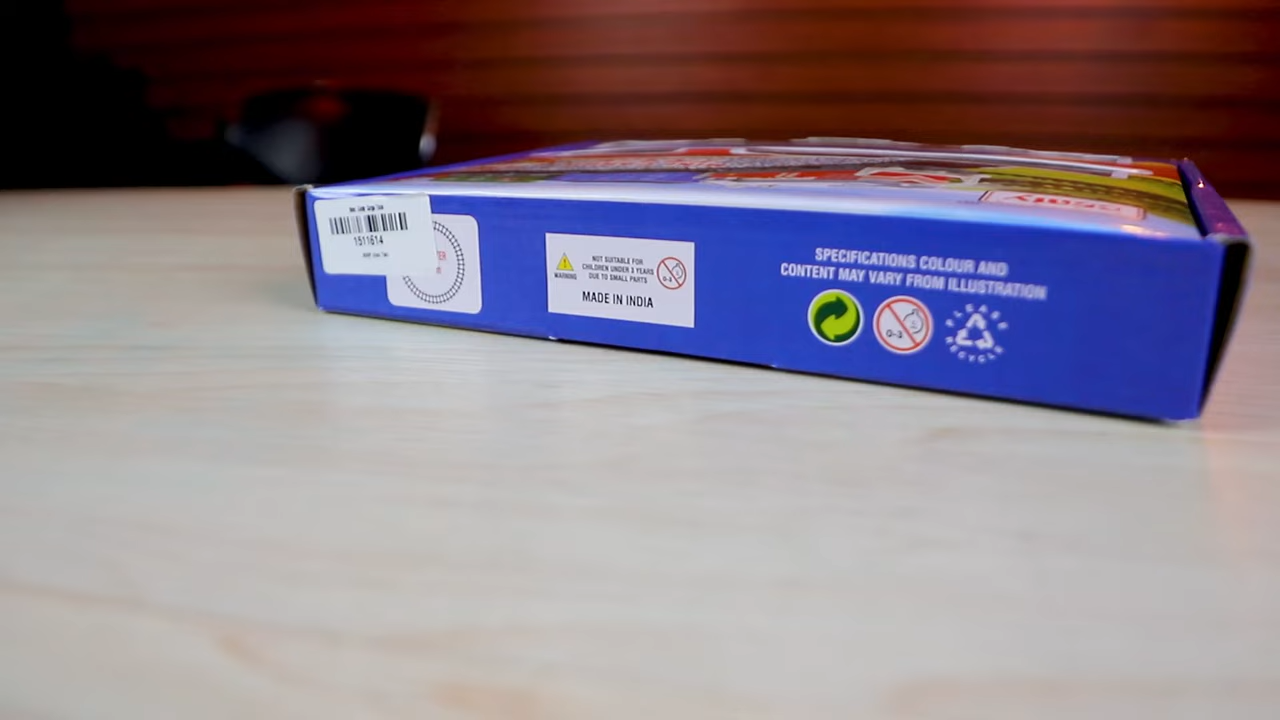 1511614
NOT SUITABLE FOR
CHILDREN UNDER 3 YEARS
DUE TO SMALL PARTS
WARNING
0-3
MADE IN INDIA
SPECIFICATIONS COLOUR AND
CONTENT MAY VARY FROM ILLUSTRATION
0-3
PLEASE
RECYCLE